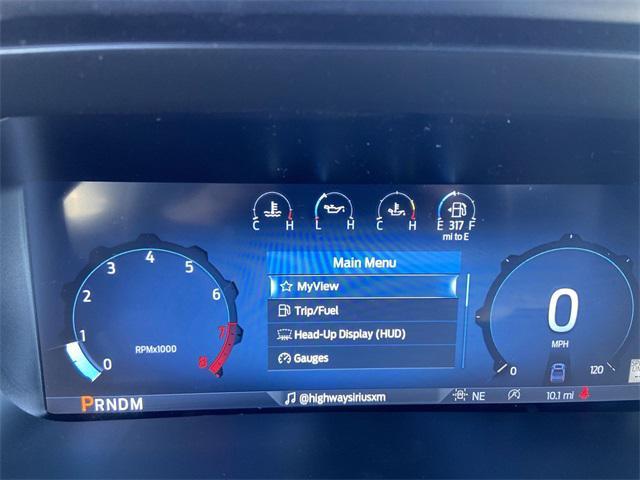 C H L H C H E 317 F
mi to E
Main Menu
MyView
Trip/Fuel
Head-Up Display (HUD)
Gauges
0 1 2 3 4 5 6 7 8
RPMx1000
0
MPH
0 120
PRNDM
@highwaysiriusxm
NE
10.1 mi